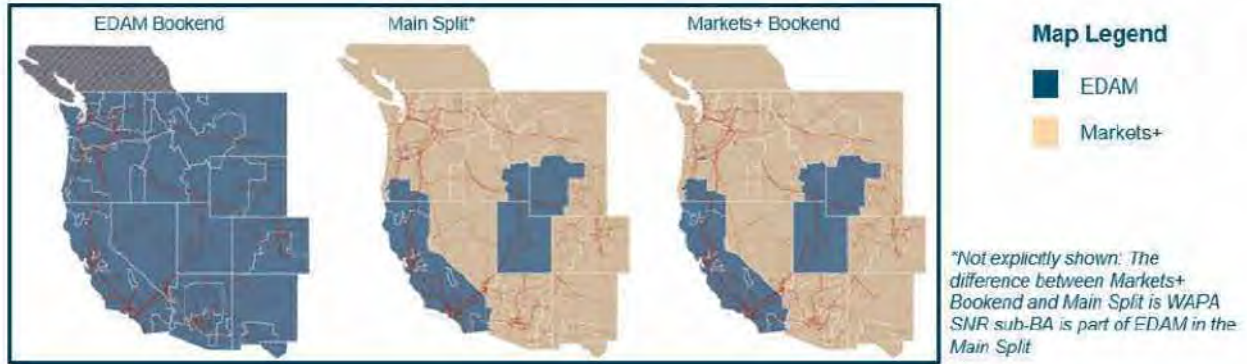 EDAM Bookend
Main Split*
Markets+ Bookend
Map Legend
EDAM
Markets+
*Not explicitly shown: The
difference between Markets+
Bookend and Main Split is WAPA
SNR sub-BA is part of EDAM in the
Main Split